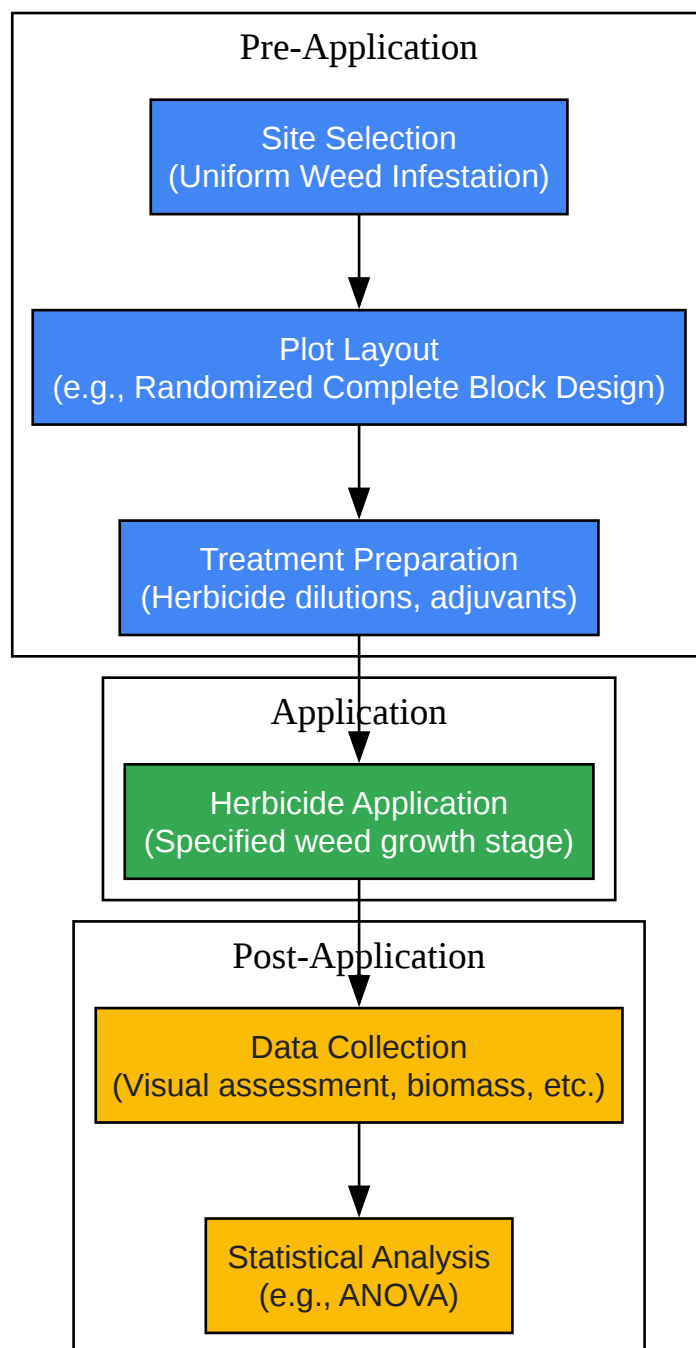 Pre-Application
Site Selection
(Uniform Weed Infestation)
Plot Layout
(e.g., Randomized Complete Block Design)
Treatment Preparation
(Herbicide dilutions, adjuvants)
Application
Herbicide Application
(Specified weed growth stage)
Post-Application
Data Collection
(Visual assessment, biomass, etc.)
Statistical Analysis
(e.g., ANOVA)